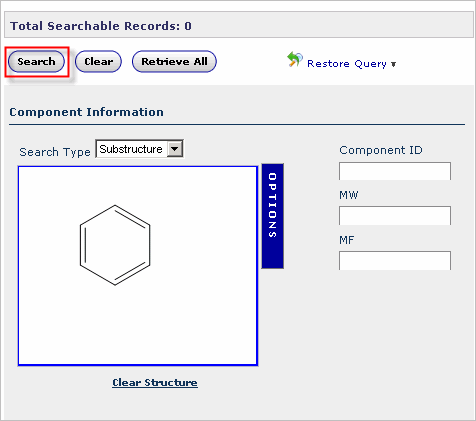 Total Searchable Records: 0
Search Clear Retrieve All Restore Query
Component Information
Search Type Substructure
Component ID
OPTIONS
MW
MF
Clear Structure